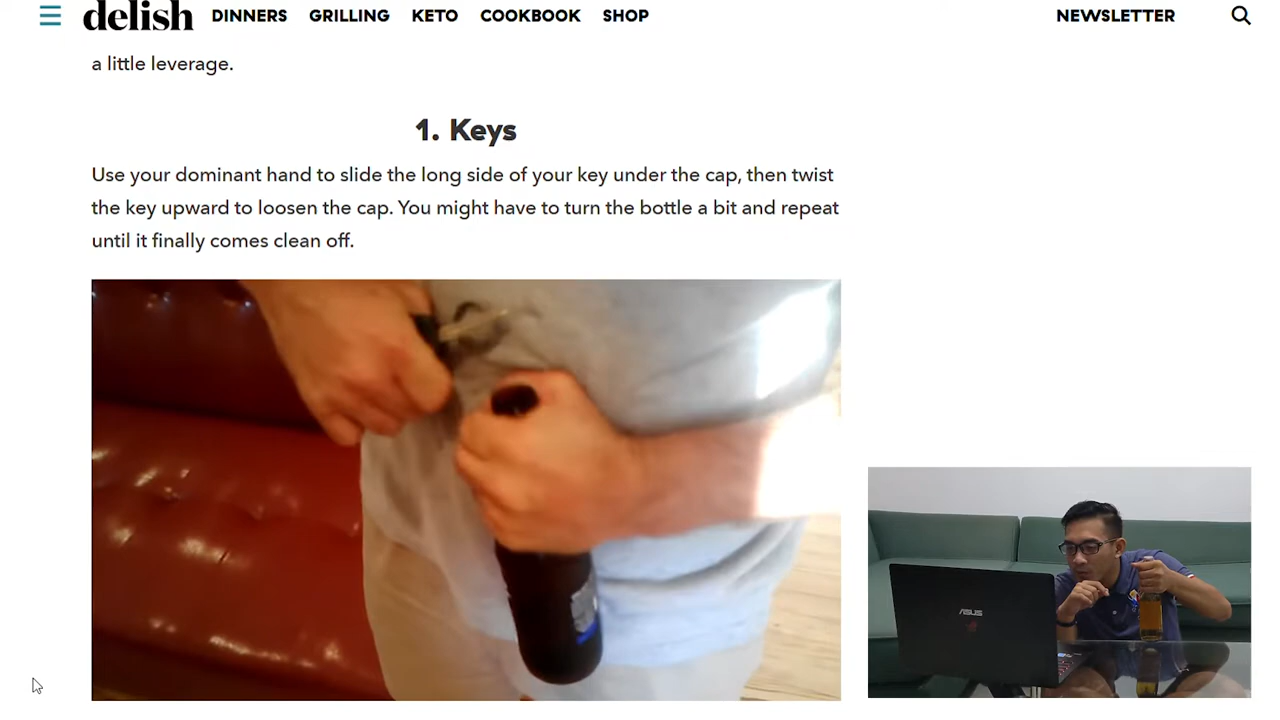 delish DINNERS GRILLING KETO COOKBOOK SHOP NEWSLETTER
a little leverage.
1. Keys
Use your dominant hand to slide the long side of your key under the cap, then twist
the key upward to loosen the cap. You might have to turn the bottle a bit and repeat
until it finally comes clean off.
ASUS